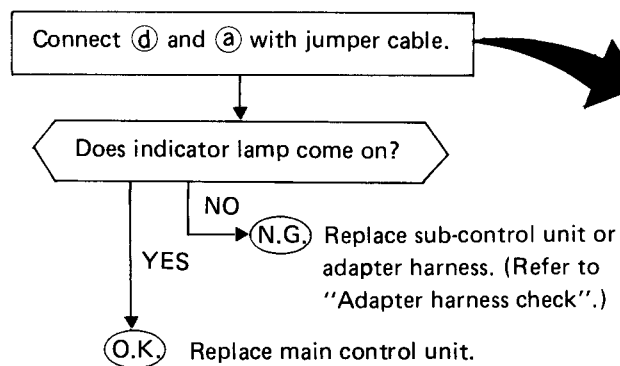 Connect ⓓ and ⓐ with jumper cable.
Does indicator lamp come on?
NO
N.G. Replace sub-control unit or
adapter harness. (Refer to
"Adapter harness check".)
YES
O.K. Replace main control unit.